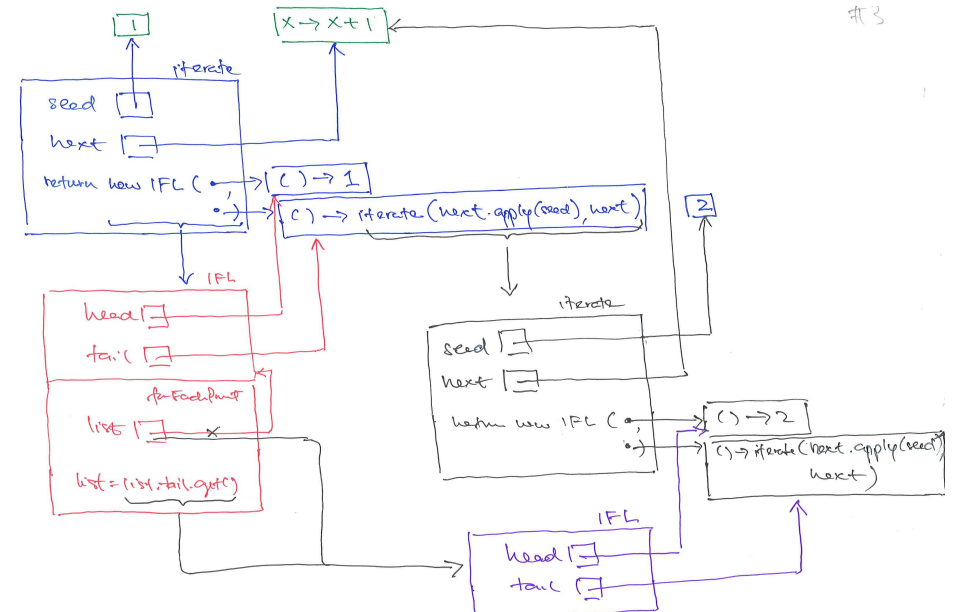 #3
1
x → x+1
iterate
seed
next
return new IFL ( • ,
• )
( ) → 1
( ) → iterate (next.apply(seed), next)
2
IFL
head
tail
forEachPrint
list
x
list = list.tail.get()
iterate
seed
next
return new IFL ( • ,
• )
( ) → 2
( ) → iterate (next.apply(seed),
next)
IFL
head
tail